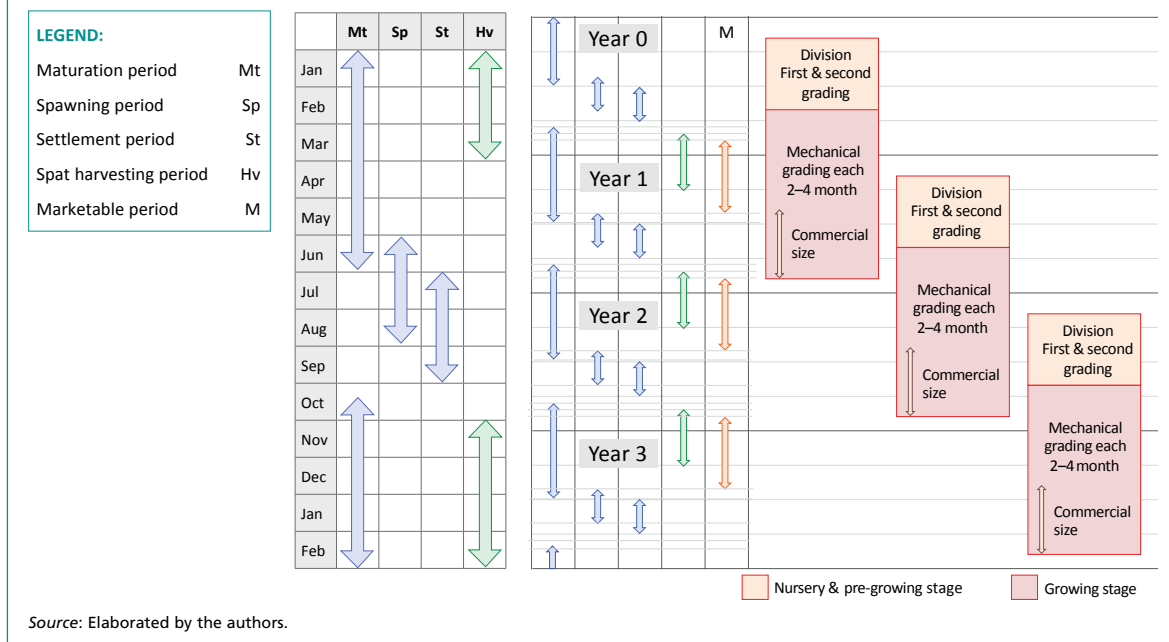 LEGEND:
Maturation period Mt
Spawning period Sp
Settlement period St
Spat harvesting period Hv
Marketable period M
Mt Sp St Hv
Jan
Feb
Mar
Apr
May
Jun
Jul
Aug
Sep
Oct
Nov
Dec
Jan
Feb
M
Year 0
Year 1
Year 2
Year 3
Division
First & second
grading
Mechanical
grading each
2–4 month
Commercial
size
Division
First & second
grading
Mechanical
grading each
2–4 month
Commercial
size
Division
First & second
grading
Mechanical
grading each
2–4 month
Commercial
size
Nursery & pre-growing stage
Growing stage
Source: Elaborated by the authors.